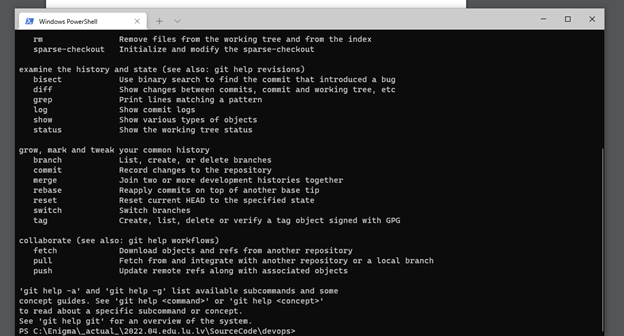 Windows PowerShell
rm Remove files from the working tree and from the index
sparse-checkout Initialize and modify the sparse-checkout
examine the history and state (see also: git help revisions)
bisect Use binary search to find the commit that introduced a bug
diff Show changes between commits, commit and working tree, etc
grep Print lines matching a pattern
log Show commit logs
show Show various types of objects
status Show the working tree status
grow, mark and tweak your common history
branch List, create, or delete branches
commit Record changes to the repository
merge Join two or more development histories together
rebase Reapply commits on top of another base tip
reset Reset current HEAD to the specified state
switch Switch branches
tag Create, list, delete or verify a tag object signed with GPG
collaborate (see also: git help workflows)
fetch Download objects and refs from another repository
pull Fetch from and integrate with another repository or a local branch
push Update remote refs along with associated objects
'git help -a' and 'git help -g' list available subcommands and some
concept guides. See 'git help <command>' or 'git help <concept>'
to read about a specific subcommand or concept.
See 'git help git' for an overview of the system.
PS C:\Enigma\_actual_\2022.04.edu.lu.lv\SourceCode\devops>